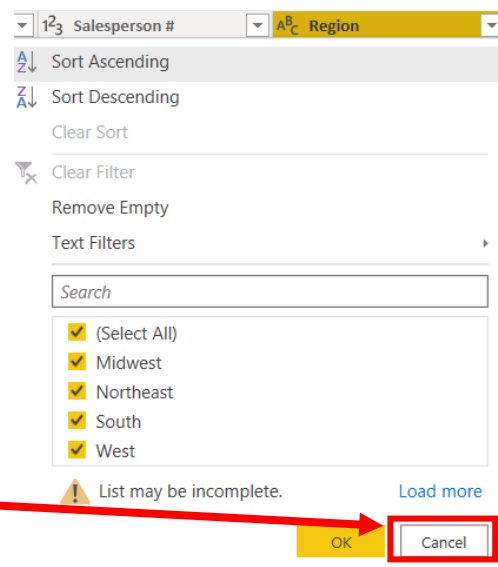 1²3 Salesperson # ABC Region
Sort Ascending
Sort Descending
Clear Sort
Clear Filter
Remove Empty
Text Filters
Search
(Select All)
Midwest
Northeast
South
West
List may be incomplete. Load more
OK Cancel